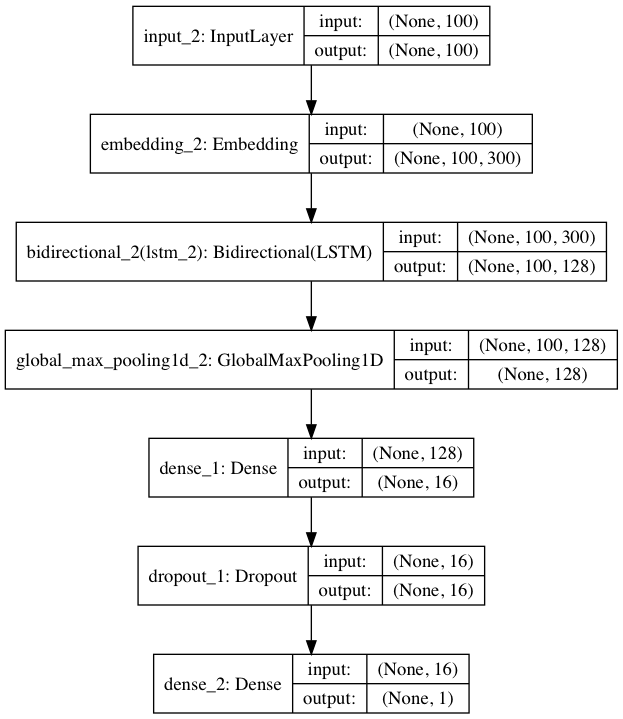 input_2: InputLayer
input: (None, 100)
output: (None, 100)
embedding_2: Embedding
input: (None, 100)
output: (None, 100, 300)
bidirectional_2(lstm_2): Bidirectional(LSTM)
input: (None, 100, 300)
output: (None, 100, 128)
global_max_pooling1d_2: GlobalMaxPooling1D
input: (None, 100, 128)
output: (None, 128)
dense_1: Dense
input: (None, 128)
output: (None, 16)
dropout_1: Dropout
input: (None, 16)
output: (None, 16)
dense_2: Dense
input: (None, 16)
output: (None, 1)